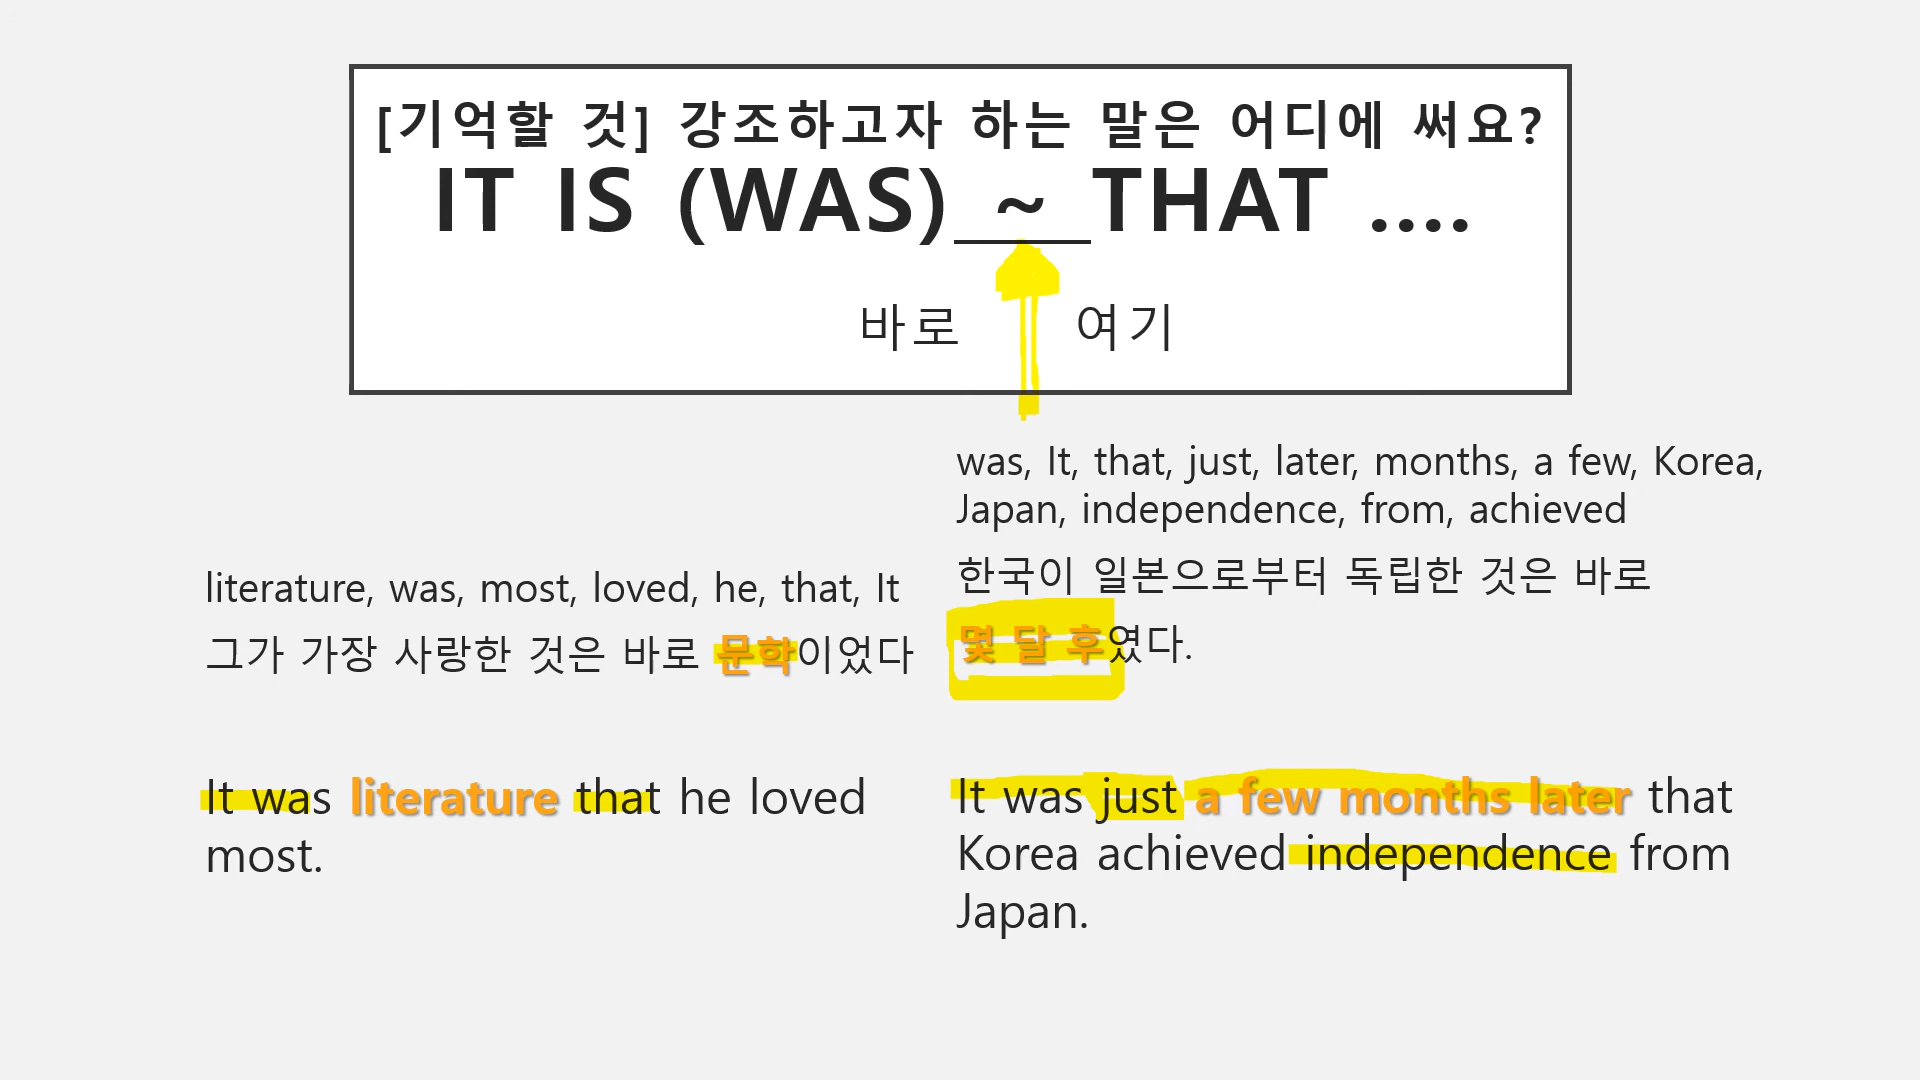 [기억할 것] 강조하고자 하는 말은 어디에 써요?
IT IS (WAS) ~ THAT ....
바로 여기
literature, was, most, loved, he, that, It
그가 가장 사랑한 것은 바로 문학이었다
It was literature that he loved
most.
was, It, that, just, later, months, a few, Korea,
Japan, independence, from, achieved
한국이 일본으로부터 독립한 것은 바로
몇 달 후였다.
It was just a few months later that
Korea achieved independence from
Japan.